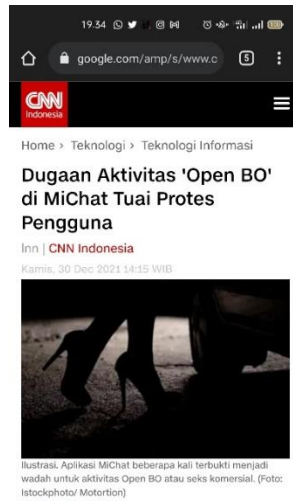 19.34
google.com/amp/s/www.c
5
CNN
Indonesia
Home > Teknologi > Teknologi Informasi
Dugaan Aktivitas 'Open BO'
di MiChat Tuai Protes
Pengguna
lnn | CNN Indonesia
Kamis, 30 Dec 2021 14:15 WIB
Ilustrasi. Aplikasi MiChat beberapa kali terbukti menjadi
wadah untuk aktivitas Open BO atau seks komersial. (Foto:
Istockphoto/ Motortion)